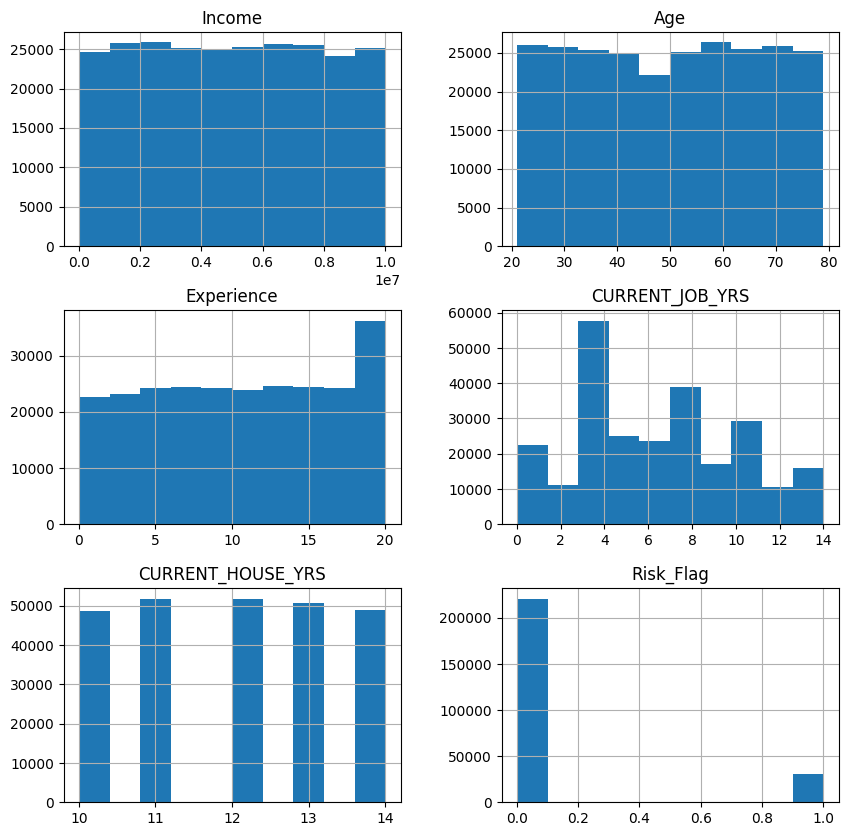 Income
25000
20000
15000
10000
5000
0
0.0 0.2 0.4 0.6 0.8 1.0
1e7
Age
25000
20000
15000
10000
5000
0
20 30 40 50 60 70 80
Experience
30000
20000
10000
0
0 5 10 15 20
CURRENT_JOB_YRS
60000
50000
40000
30000
20000
10000
0
0 2 4 6 8 10 12 14
CURRENT_HOUSE_YRS
50000
40000
30000
20000
10000
0
10 11 12 13 14
Risk_Flag
200000
150000
100000
50000
0
0.0 0.2 0.4 0.6 0.8 1.0